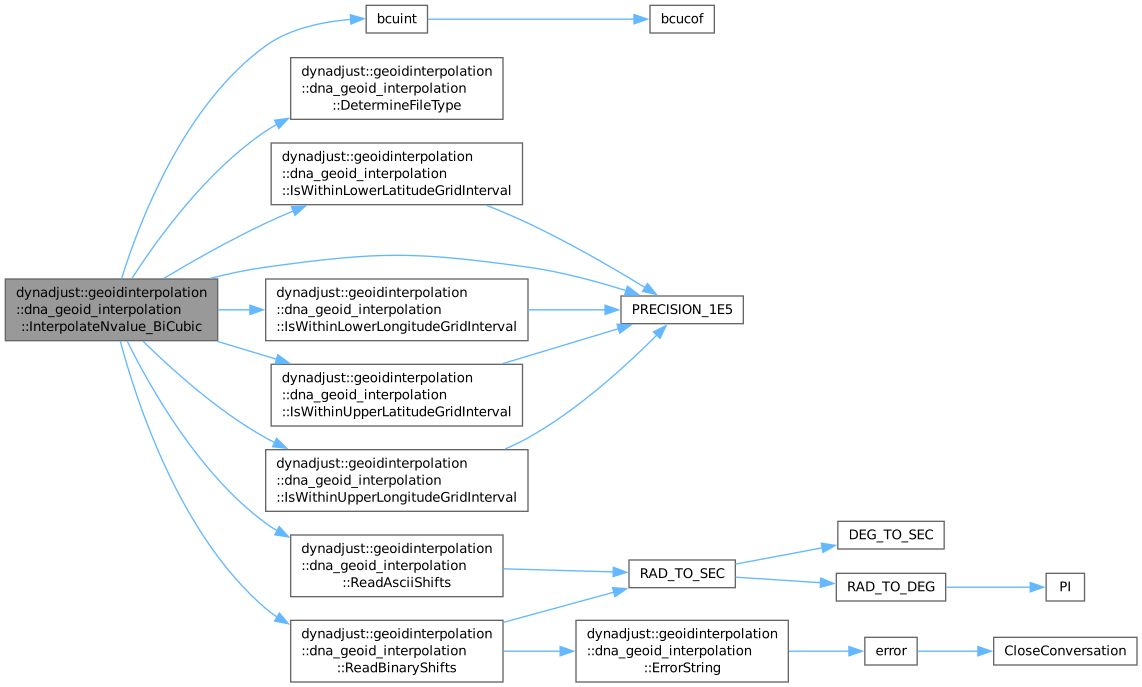 bcuint
bcucof
dynadjust::geoidinterpolation
::dna_geoid_interpolation
::DetermineFileType
dynadjust::geoidinterpolation
::dna_geoid_interpolation
::IsWithinLowerLatitudeGridInterval
dynadjust::geoidinterpolation
::dna_geoid_interpolation
::InterpolateNvalue_BiCubic
dynadjust::geoidinterpolation
::dna_geoid_interpolation
::IsWithinLowerLongitudeGridInterval
PRECISION_1E5
dynadjust::geoidinterpolation
::dna_geoid_interpolation
::IsWithinUpperLatitudeGridInterval
dynadjust::geoidinterpolation
::dna_geoid_interpolation
::IsWithinUpperLongitudeGridInterval
dynadjust::geoidinterpolation
::dna_geoid_interpolation
::ReadAsciiShifts
RAD_TO_SEC
DEG_TO_SEC
RAD_TO_DEG
PI
dynadjust::geoidinterpolation
::dna_geoid_interpolation
::ReadBinaryShifts
dynadjust::geoidinterpolation
::dna_geoid_interpolation
::ErrorString
error
CloseConversation